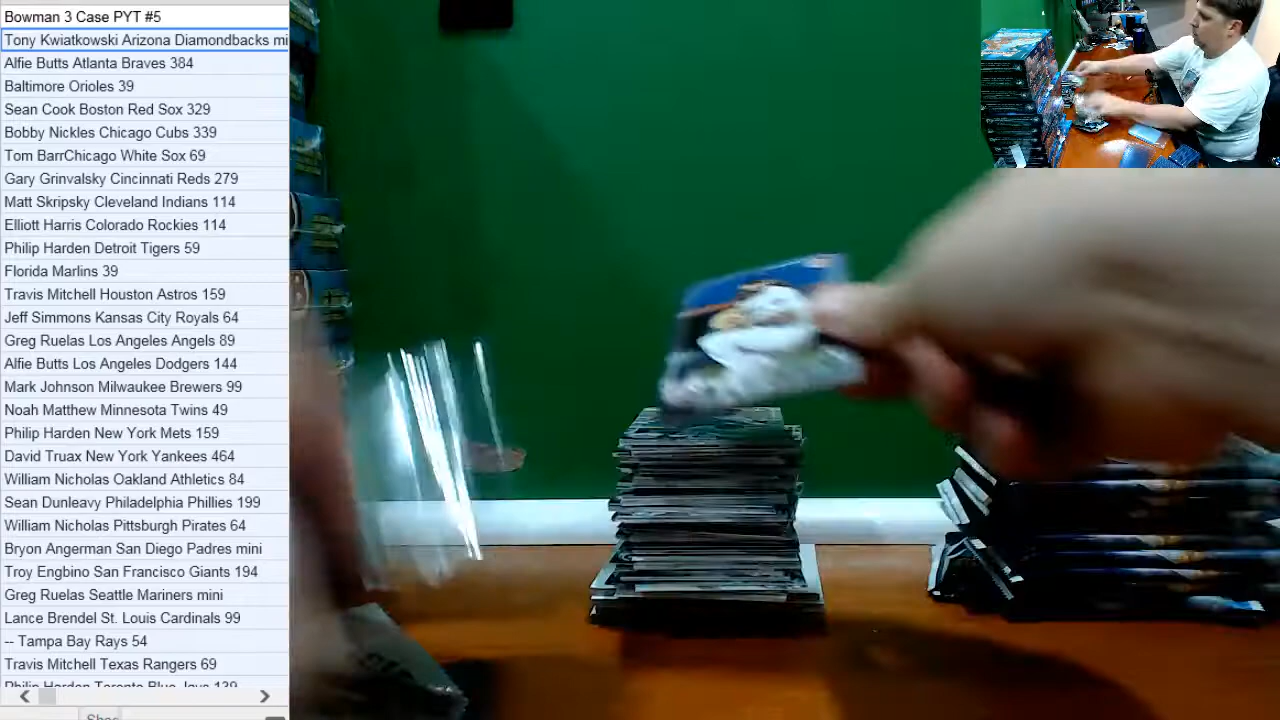 Bowman 3 Case PYT #5
Tony Kwiatkowski Arizona Diamondbacks mi
Alfie Butts Atlanta Braves 384
Baltimore Orioles 39
Sean Cook Boston Red Sox 329
Bobby Nickles Chicago Cubs 339
Tom BarrChicago White Sox 69
Gary Grinvalsky Cincinnati Reds 279
Matt Skripsky Cleveland Indians 114
Elliott Harris Colorado Rockies 114
Philip Harden Detroit Tigers 59
Florida Marlins 39
Travis Mitchell Houston Astros 159
Jeff Simmons Kansas City Royals 64
Greg Ruelas Los Angeles Angels 89
Alfie Butts Los Angeles Dodgers 144
Mark Johnson Milwaukee Brewers 99
Noah Matthew Minnesota Twins 49
Philip Harden New York Mets 159
David Truax New York Yankees 464
William Nicholas Oakland Athletics 84
Sean Dunleavy Philadelphia Phillies 199
William Nicholas Pittsburgh Pirates 64
Bryon Angerman San Diego Padres mini
Troy Engbino San Francisco Giants 194
Greg Ruelas Seattle Mariners mini
Lance Brendel St. Louis Cardinals 99
-- Tampa Bay Rays 54
Travis Mitchell Texas Rangers 69
Philip Harden Toronto Blue Jays 139